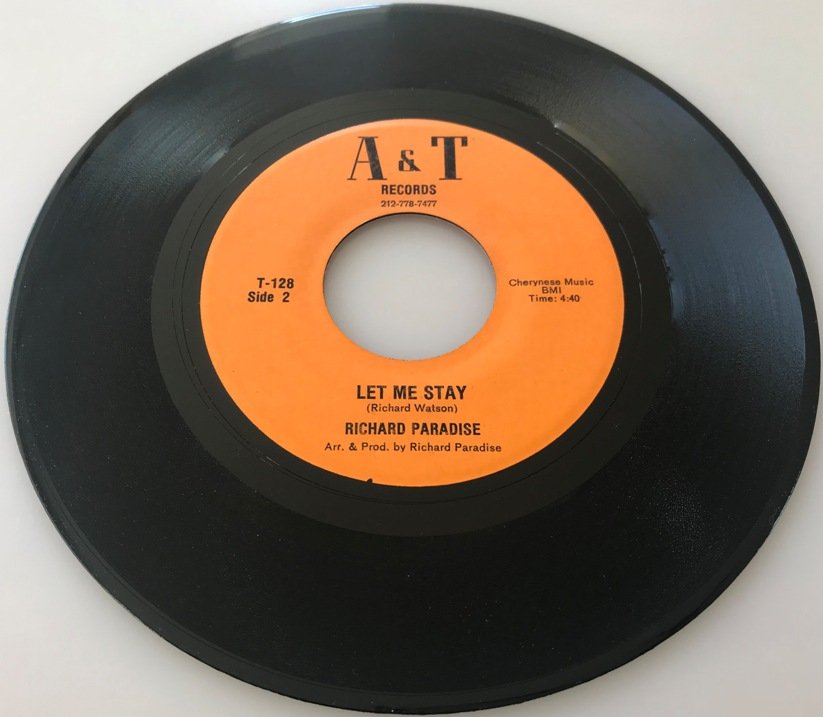 A & T
RECORDS
212-778-7477
T-128
Side 2
Cherynese Music
BMI
Time: 4:40
LET ME STAY
(Richard Watson)
RICHARD PARADISE
Arr. & Prod. by Richard Paradise